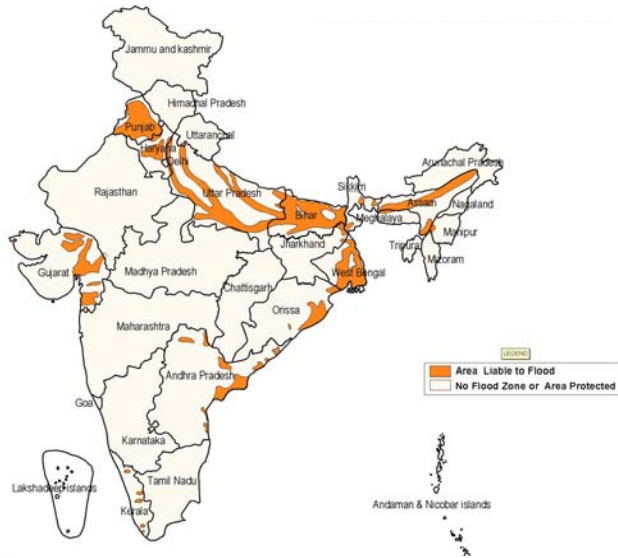 Jammu and kashmir
Himachal Pradesh
Punjab
Uttaranchal
Haryana
Delhi
Arunachal Pradesh
Rajasthan
Uttar Pradesh
Sikkim
Assam
Nagaland
Bihar
Meghalaya
Manipur
Jharkhand
Tripura
Mizoram
Gujarat
Madhya Pradesh
West Bengal
Chattisgarh
Orissa
Maharashtra
LEGEND
Area Liable to Flood
No Flood Zone or Area Protected
Andhra Pradesh
Goa
Karnataka
Lakshadeep islands
Tamil Nadu
Kerala
Andaman & Nicobar islands